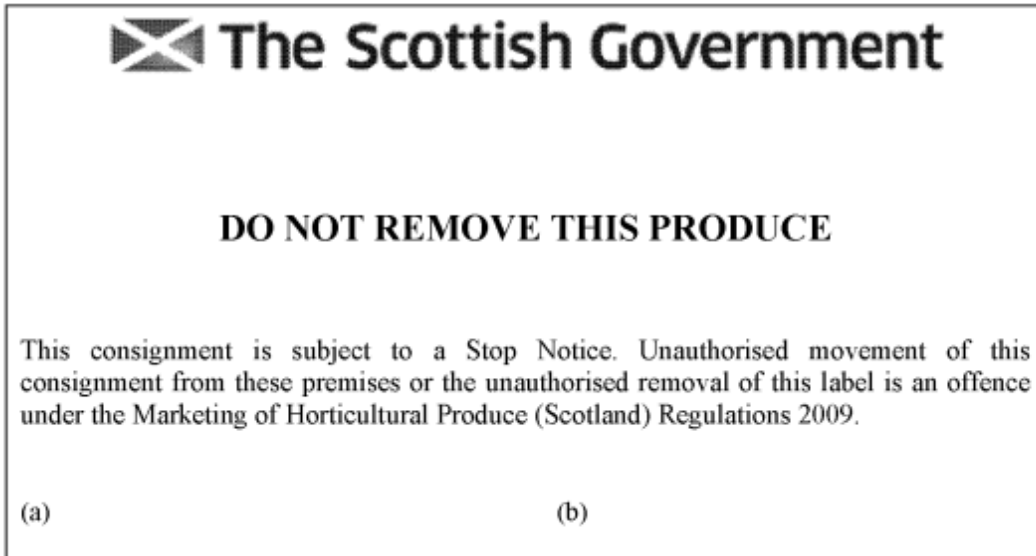 The Scottish Government
DO NOT REMOVE THIS PRODUCE
This consignment is subject to a Stop Notice. Unauthorised movement of this
consignment from these premises or the unauthorised removal of this label is an offence
under the Marketing of Horticultural Produce (Scotland) Regulations 2009.
(a) (b)